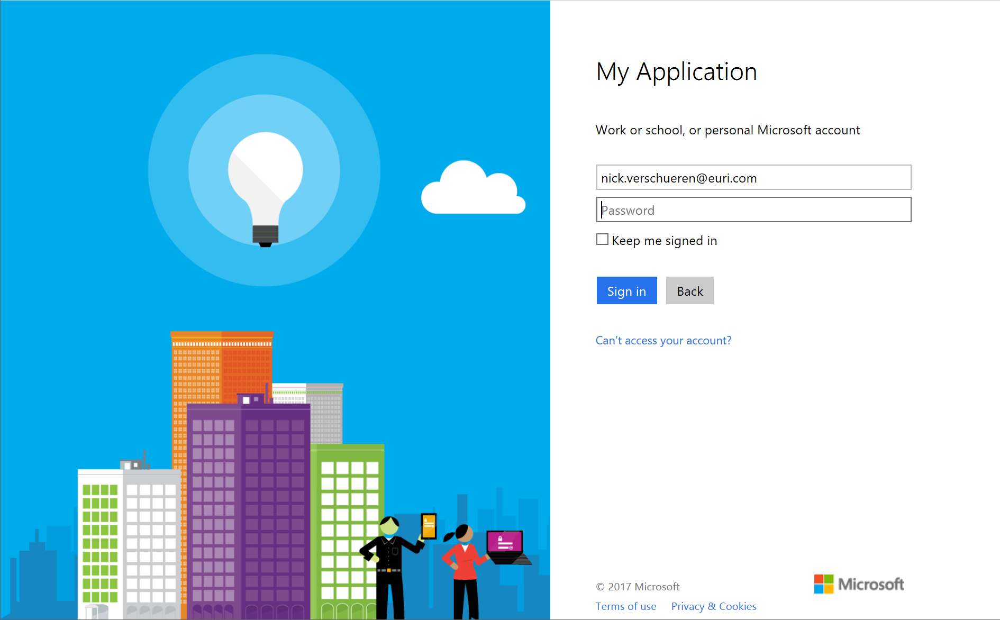 My Application
Work or school, or personal Microsoft account
nick.verschueren@euri.com
Password
Keep me signed in
Sign in
Back
Can’t access your account?
© 2017 Microsoft
Microsoft
Terms of use
Privacy & Cookies